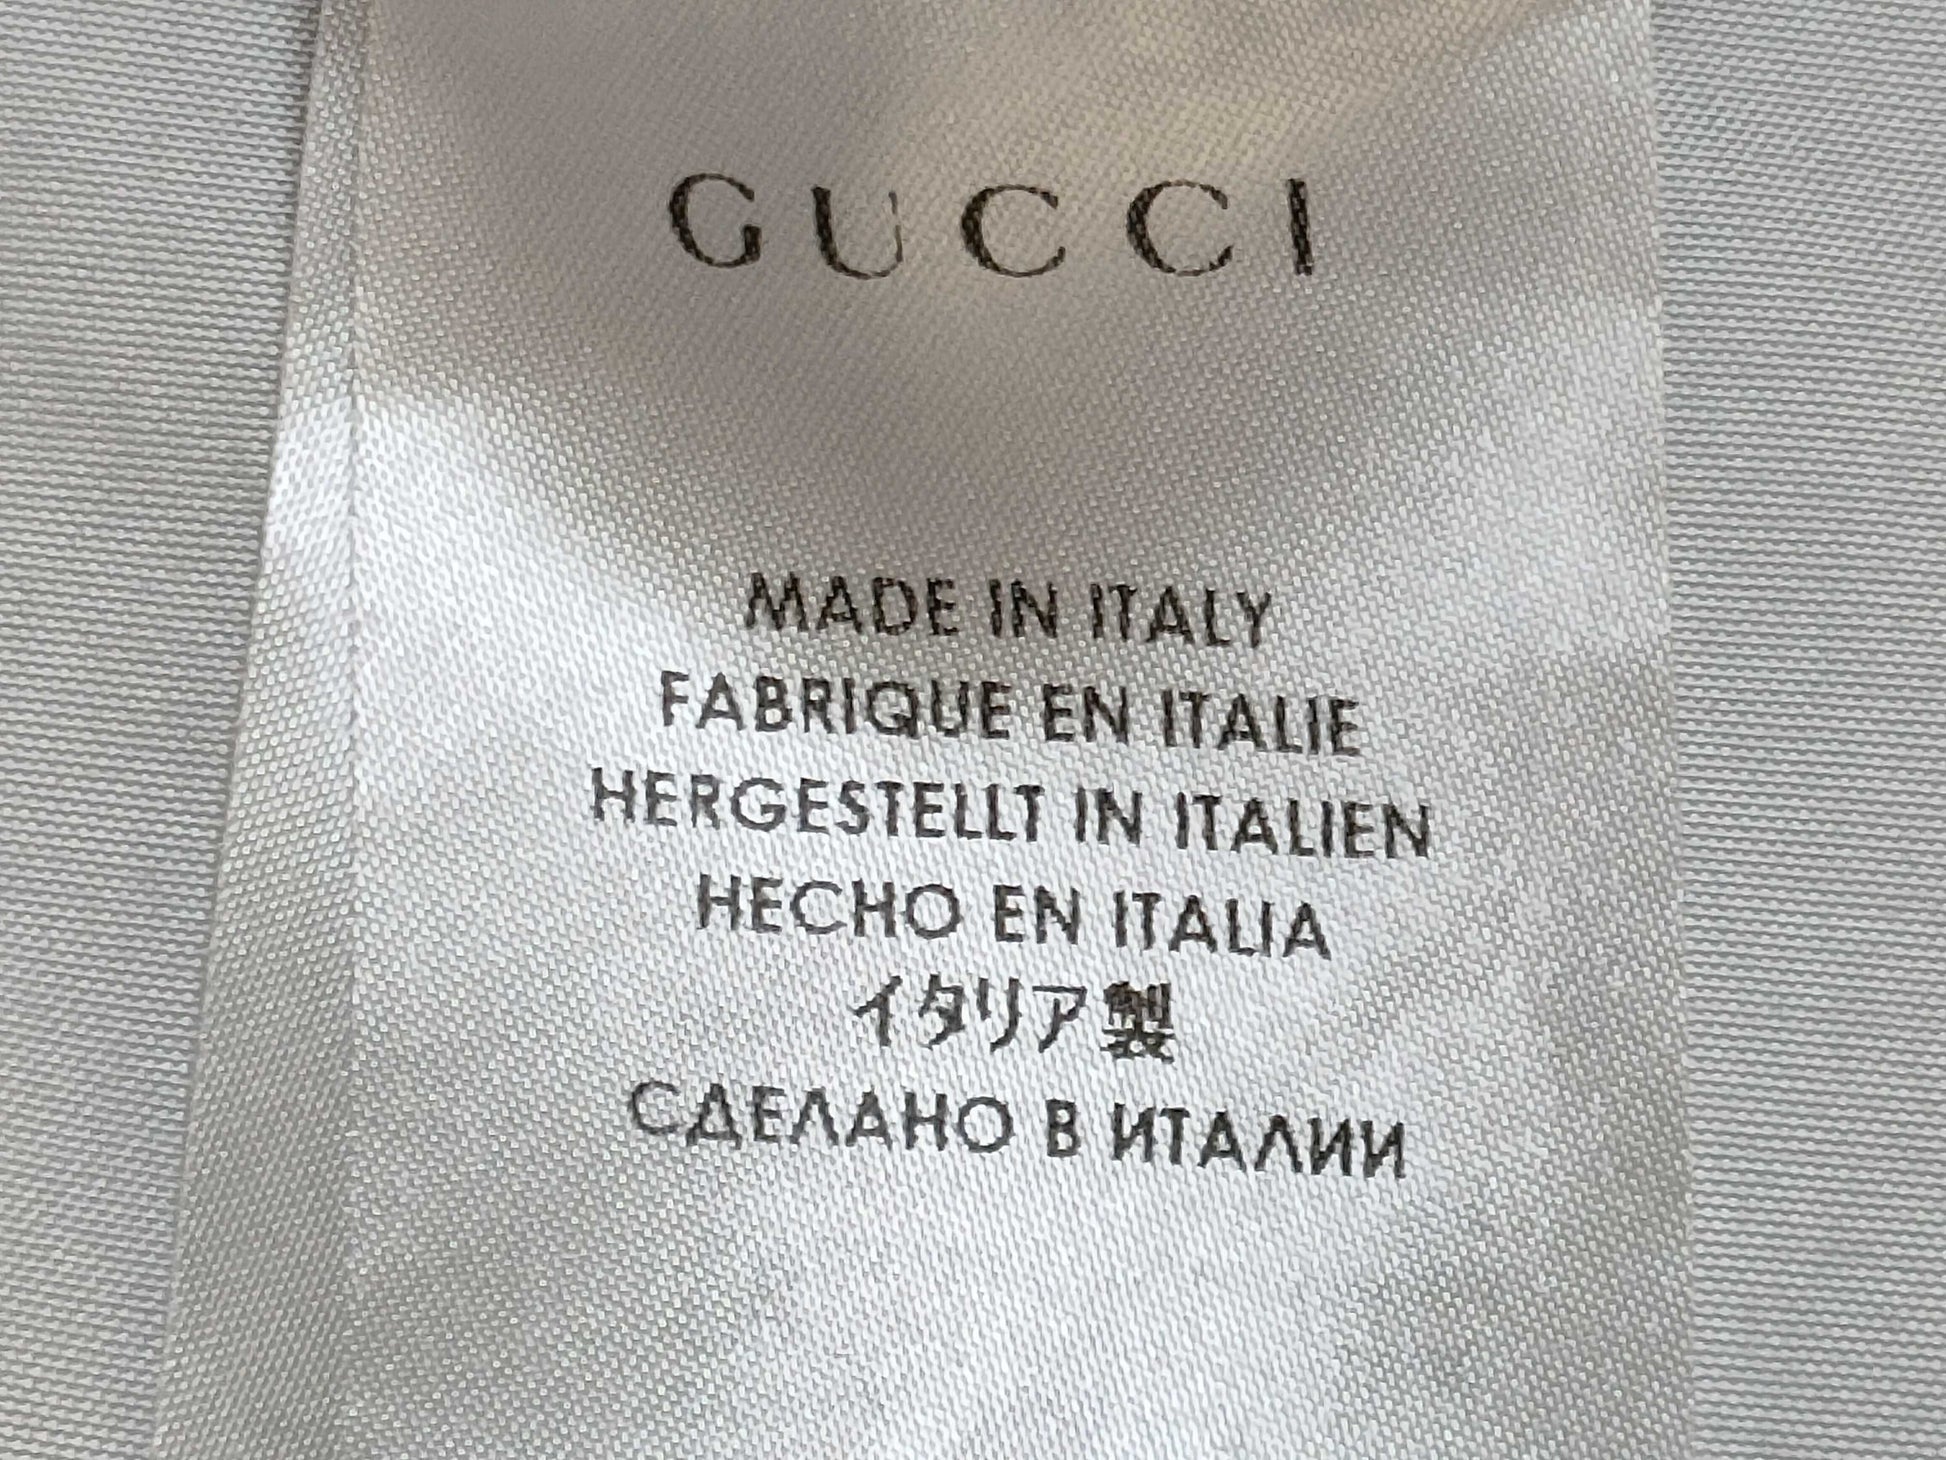 GUCCI
MADE IN ITALY
FABRIQUE EN ITALIE
HERGESTELLT IN ITALIEN
HECHO EN ITALIA
イタリア製
СДЕЛАНО В ИТАЛИИ